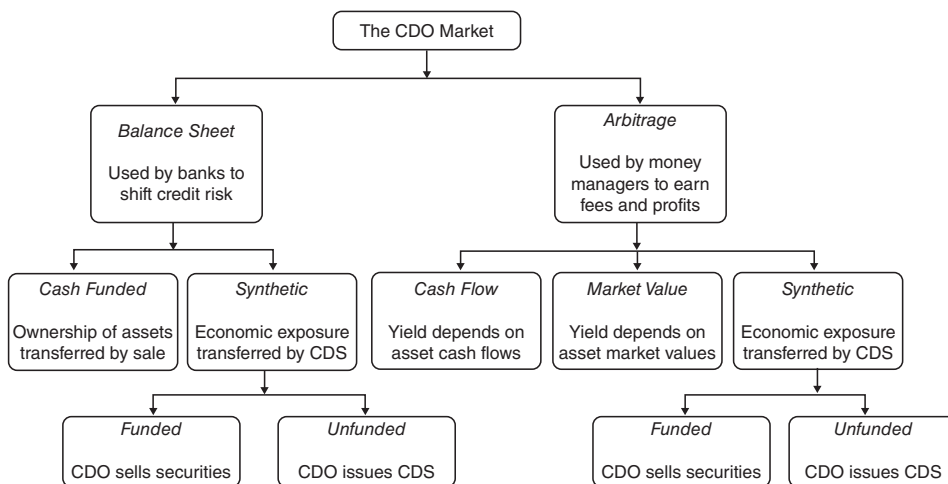 The CDO Market
Balance Sheet
Used by banks to
shift credit risk
Arbitrage
Used by money
managers to earn
fees and profits
Cash Funded
Ownership of assets
transferred by sale
Synthetic
Economic exposure
transferred by CDS
Cash Flow
Yield depends on
asset cash flows
Market Value
Yield depends on
asset market values
Synthetic
Economic exposure
transferred by CDS
Funded
CDO sells securities
Unfunded
CDO issues CDS
Funded
CDO sells securities
Unfunded
CDO issues CDS